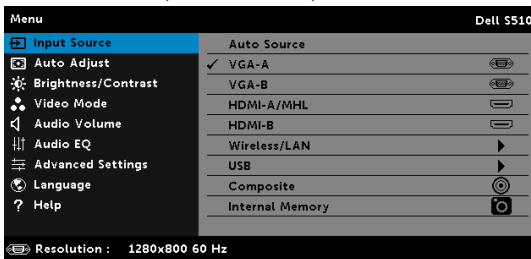 Menu Dell S510
Input Source
Auto Adjust
Brightness/Contrast
Video Mode
Audio Volume
Audio EQ
Advanced Settings
Language
? Help
Auto Source
✓ VGA-A
VGA-B
HDMI-A/MHL
HDMI-B
Wireless/LAN
USB
Composite
Internal Memory
Resolution : 1280x800 60 Hz